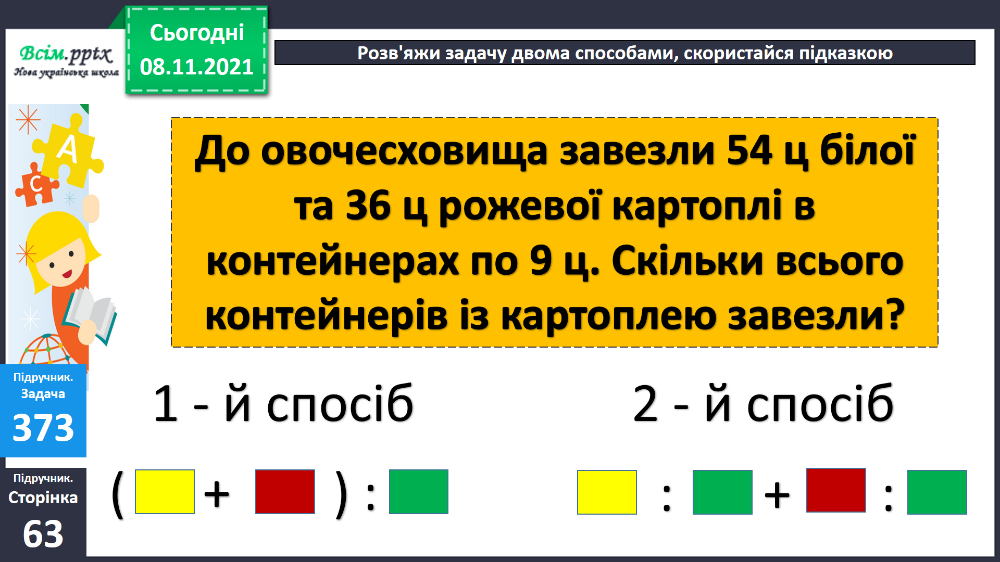 Всім.pptx
Нова українська школа
Сьогодні
08.11.2021
Розв'яжи задачу двома способами, скористайся підказкою
A
C
До овочесховища завезли 54 ц білої
та 36 ц рожевої картоплі в
контейнерах по 9 ц. Скільки всього
контейнерів із картоплею завезли?
Підручник.
Задача
373
Підручник.
Сторінка
63
1 - й спосіб
( + ) :
2 - й спосіб
: + :